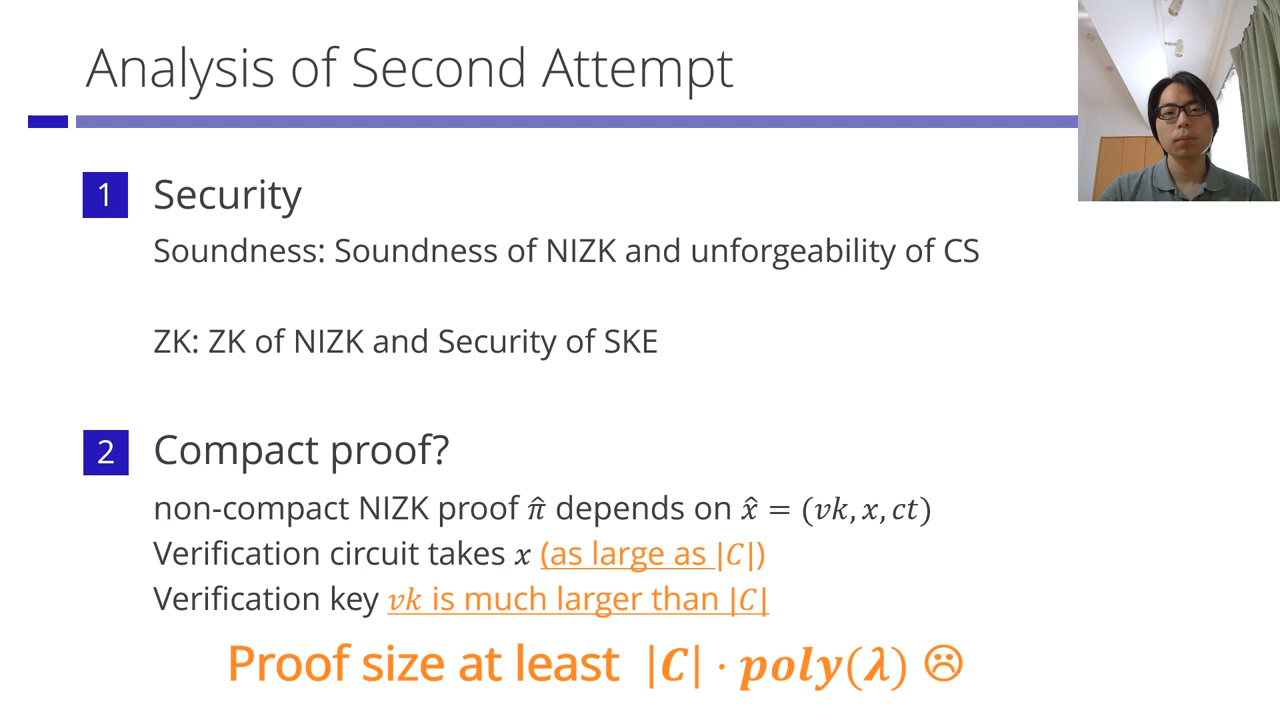 Analysis of Second Attempt
1 Security
Soundness: Soundness of NIZK and unforgeability of CS
ZK: ZK of NIZK and Security of SKE
2 Compact proof?
non-compact NIZK proof π̂ depends on x̂ = (vk, x, ct)
Verification circuit takes x (as large as |C|)
Verification key vk is much larger than |C|
Proof size at least |C| · poly(λ) ☹